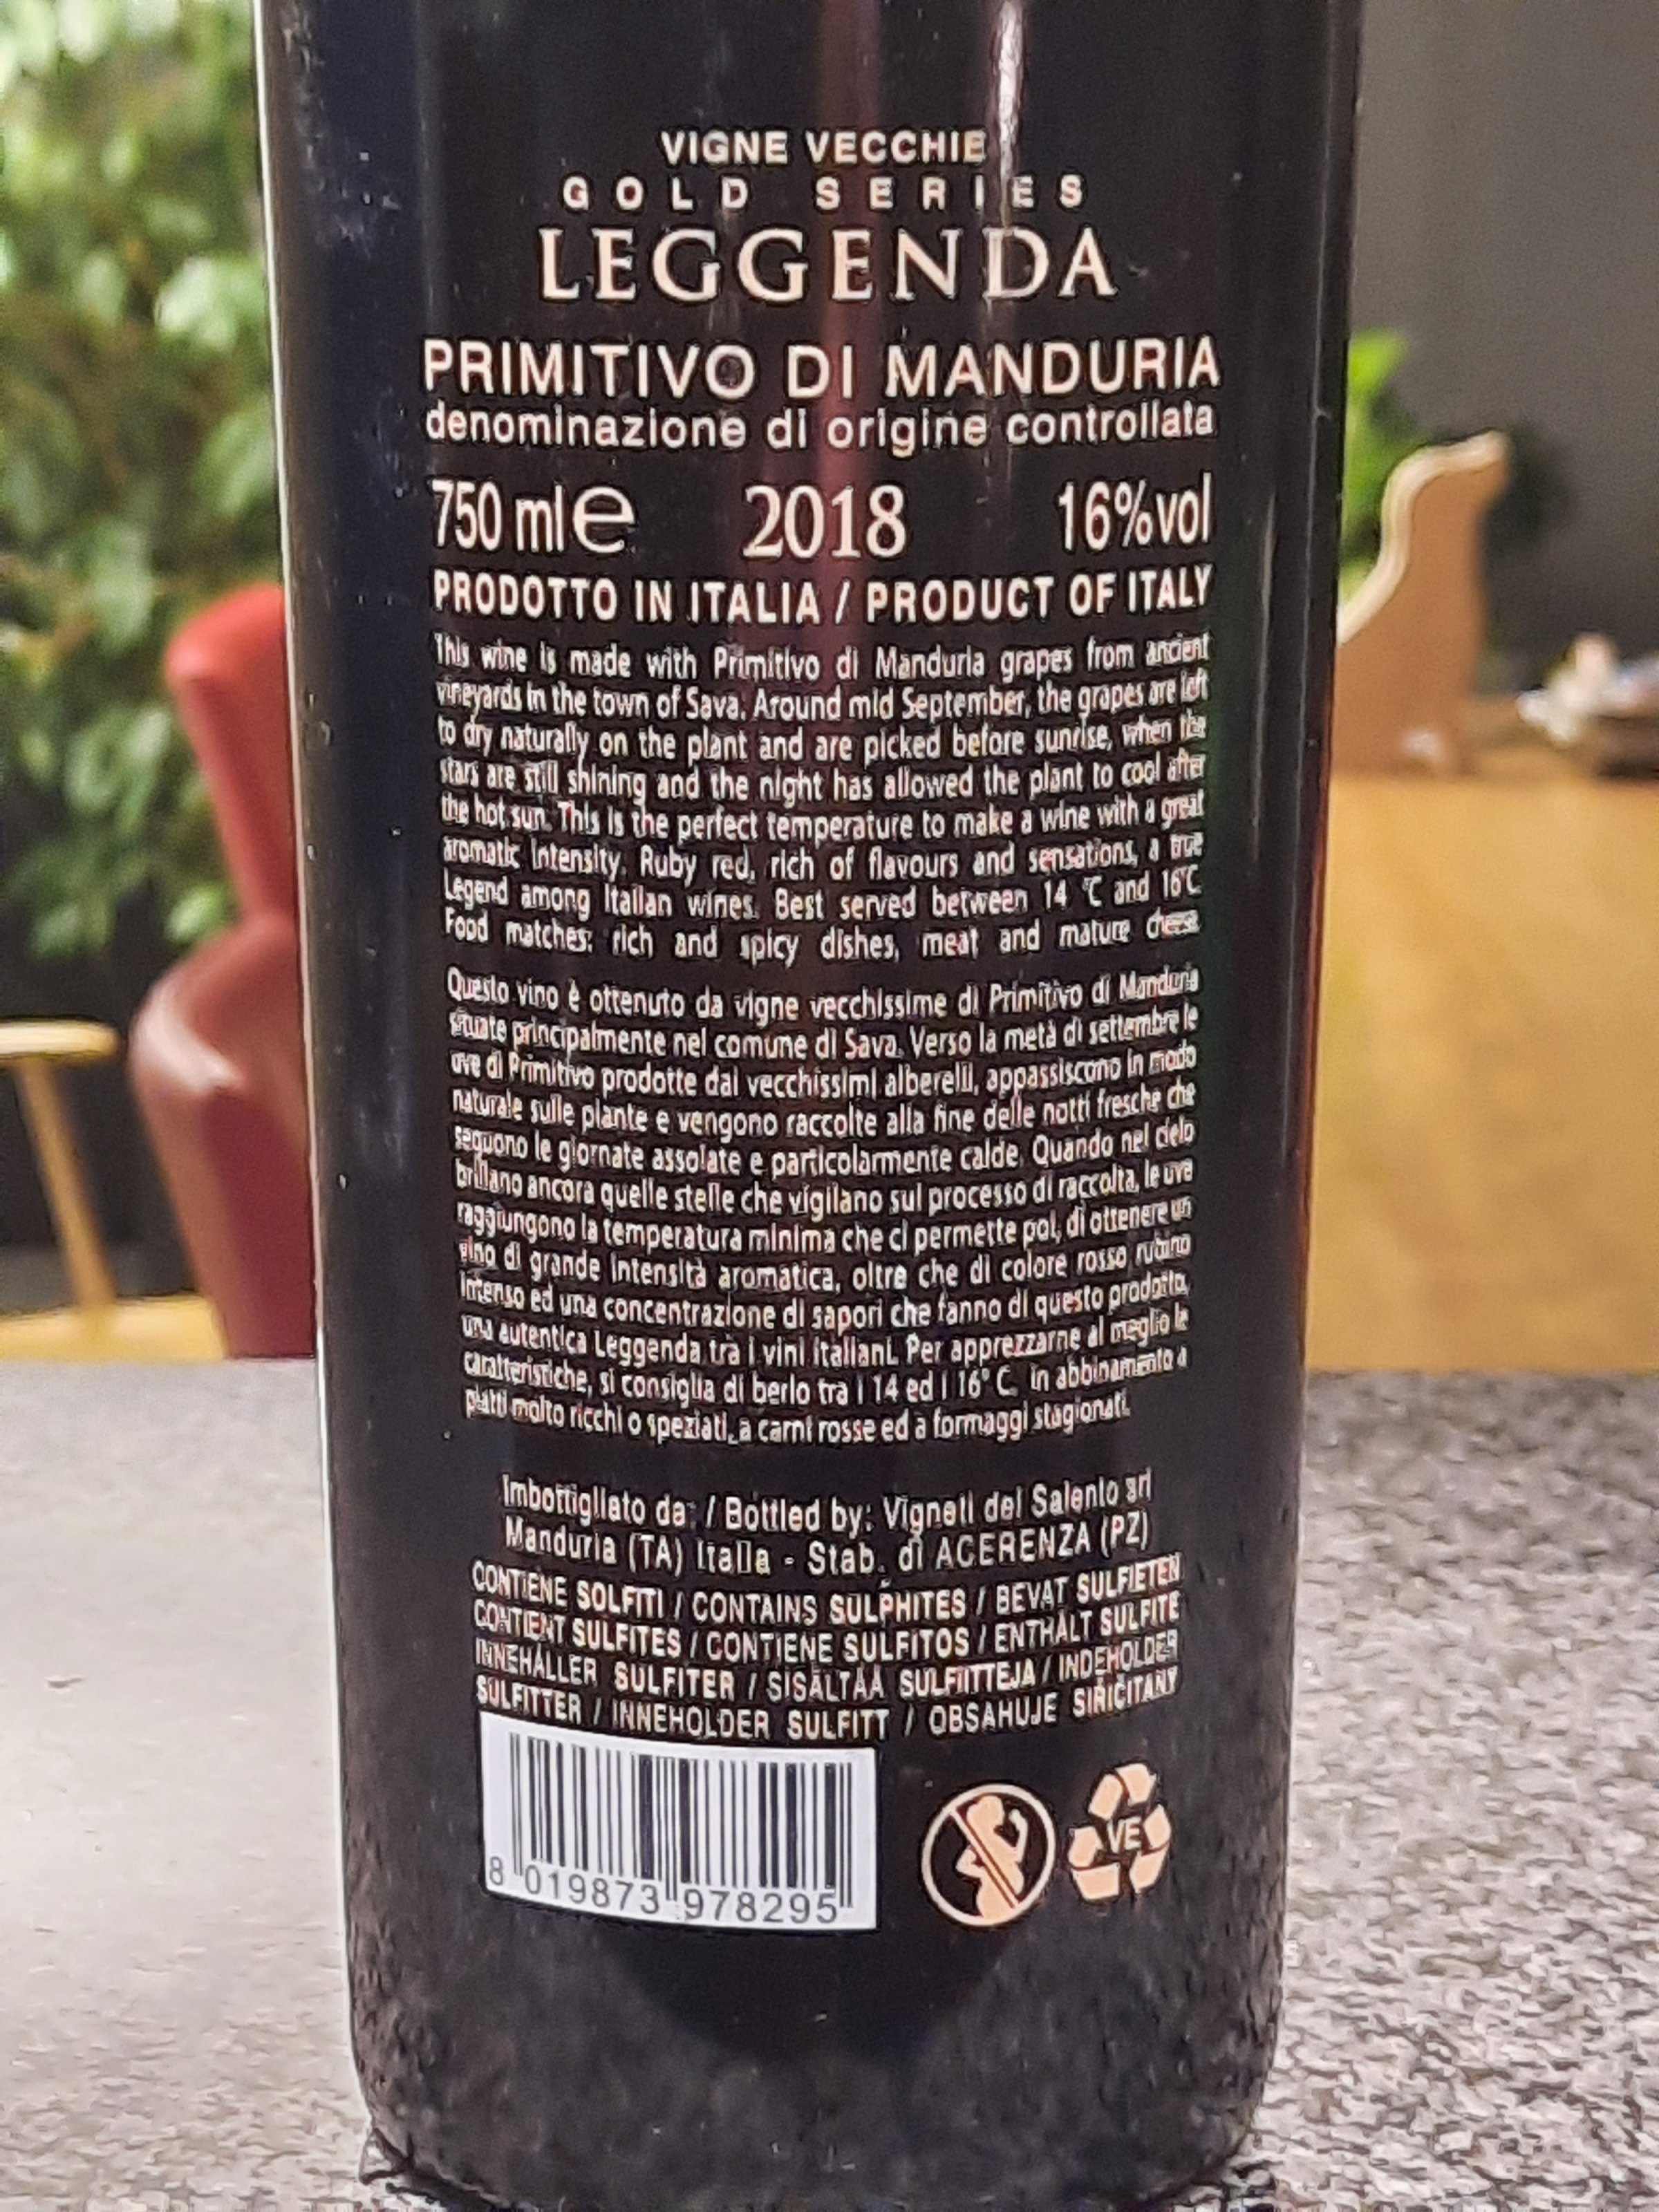 VIGNE VECCHIE
GOLD SERIES
LEGGENDA
PRIMITIVO DI MANDURIA
denominazione di origine controllata
750 ml e 2018 16%vol
PRODOTTO IN ITALIA / PRODUCT OF ITALY
This wine is made with Primitivo di Manduria grapes from ancient
vineyards in the town of Sava. Around mid September, the grapes are left
to dry naturally on the plant and are picked before sunrise, when the
stars are still shining and the night has allowed the plant to cool after
the hot sun. This is the perfect temperature to make a wine with a great
aromatic intensity. Ruby red, rich of flavours and sensations, a true
Legend among Italian wines. Best served between 14 °C and 16°C.
Food matches: rich and spicy dishes, meat and mature cheese.
Questo vino è ottenuto da vigne vecchissime di Primitivo di Manduria
situate principalmente nel comune di Sava. Verso la metà di settembre le
uve di Primitivo prodotte dai vecchissimi alberelli, appassiscono in modo
naturale sulle piante e vengono raccolte alla fine delle notti fresche che
seguono le giornate assolate e particolarmente calde. Quando nel cielo
brillano ancora quelle stelle che vigilano sul processo di raccolta, le uve
raggiungono la temperatura minima che ci permette poi, di ottenere un
vino di grande intensità aromatica, oltre che di colore rosso rubino
intenso ed una concentrazione di sapori che fanno di questo prodotto,
una autentica Leggenda tra i vini italiani. Per apprezzarne al meglio le
caratteristiche, si consiglia di berlo tra i 14 ed i 16° C. in abbinamento a
piatti molto ricchi o speziati, a carni rosse ed a formaggi stagionati.
Imbottigliato da: / Bottled by: Vigneti del Salento srl
Manduria (TA) Italia - Stab. di ACERENZA (PZ)
CONTIENE SOLFITI / CONTAINS SULPHITES / BEVAT SULFIETEN
CONTIENT SULFITES / CONTIENE SULFITOS / ENTHÄLT SULFITE
INNEHÅLLER SULFITER / SISÄLTÄÄ SULFIITTEJA / INDEHOLDER
SULFITTER / INNEHOLDER SULFITT / OBSAHUJE SIŘIČITANY
8 019873 978295
VE